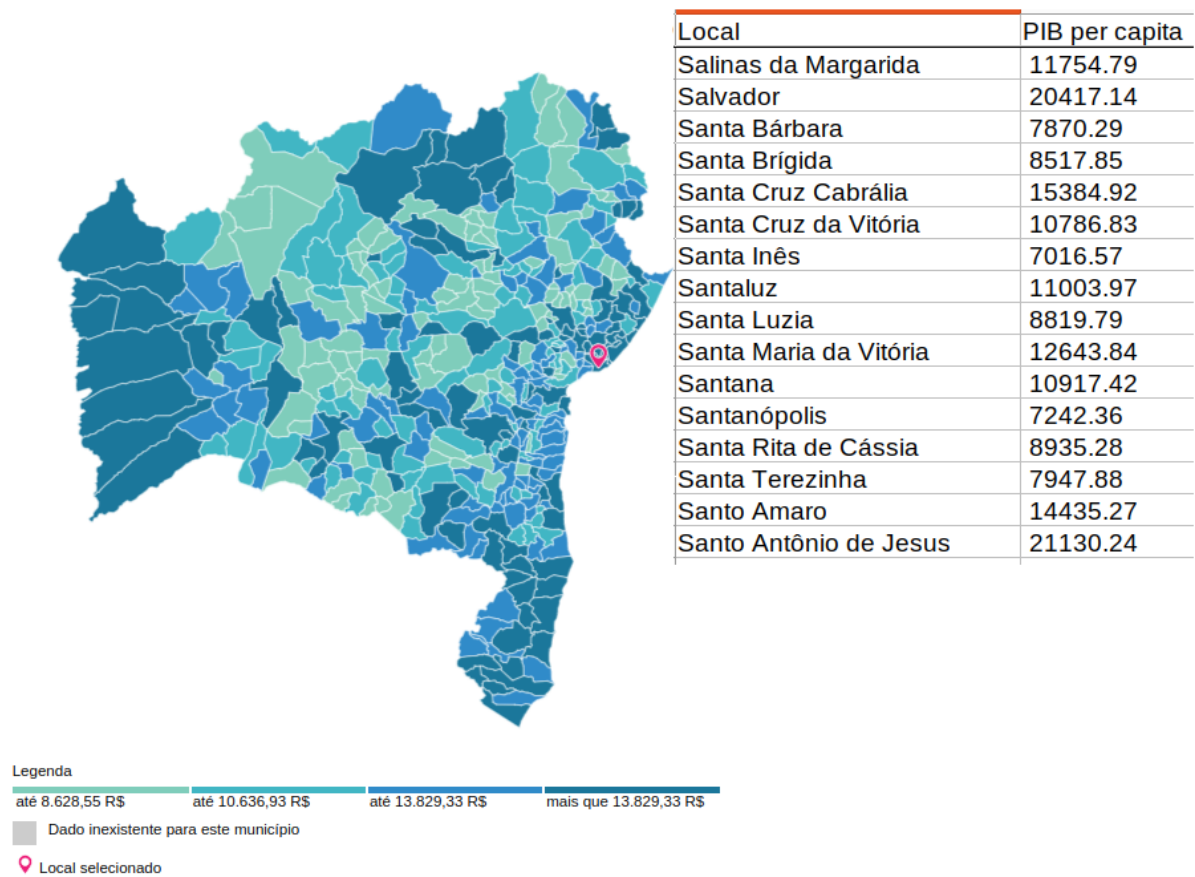 Local PIB per capita
Salinas da Margarida 11754.79
Salvador 20417.14
Santa Bárbara 7870.29
Santa Brígida 8517.85
Santa Cruz Cabrália 15384.92
Santa Cruz da Vitória 10786.83
Santa Inês 7016.57
Santaluz 11003.97
Santa Luzia 8819.79
Santa Maria da Vitória 12643.84
Santana 10917.42
Santanópolis 7242.36
Santa Rita de Cássia 8935.28
Santa Terezinha 7947.88
Santo Amaro 14435.27
Santo Antônio de Jesus 21130.24
Legenda
até 8.628,55 R$ até 10.636,93 R$ até 13.829,33 R$ mais que 13.829,33 R$
Dado inexistente para este município
Local selecionado